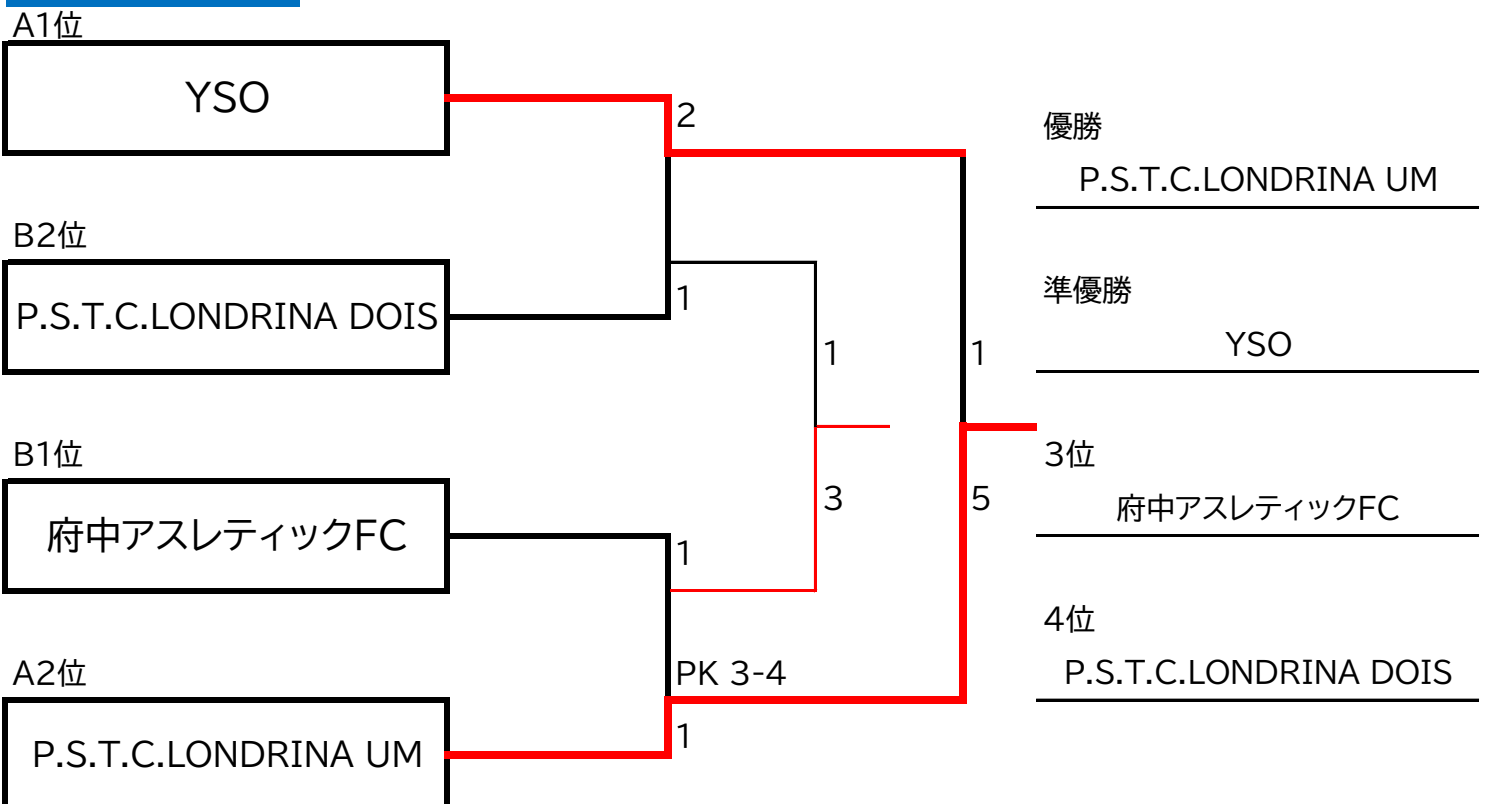 A1位
YSO
B2位
P.S.T.C.LONDRINA DOIS
B1位
府中アスレティックFC
A2位
P.S.T.C.LONDRINA UM
2
1
1
PK 3-4
1
1
3
1
5
優勝
P.S.T.C.LONDRINA UM
準優勝
YSO
3位
府中アスレティックFC
4位
P.S.T.C.LONDRINA DOIS